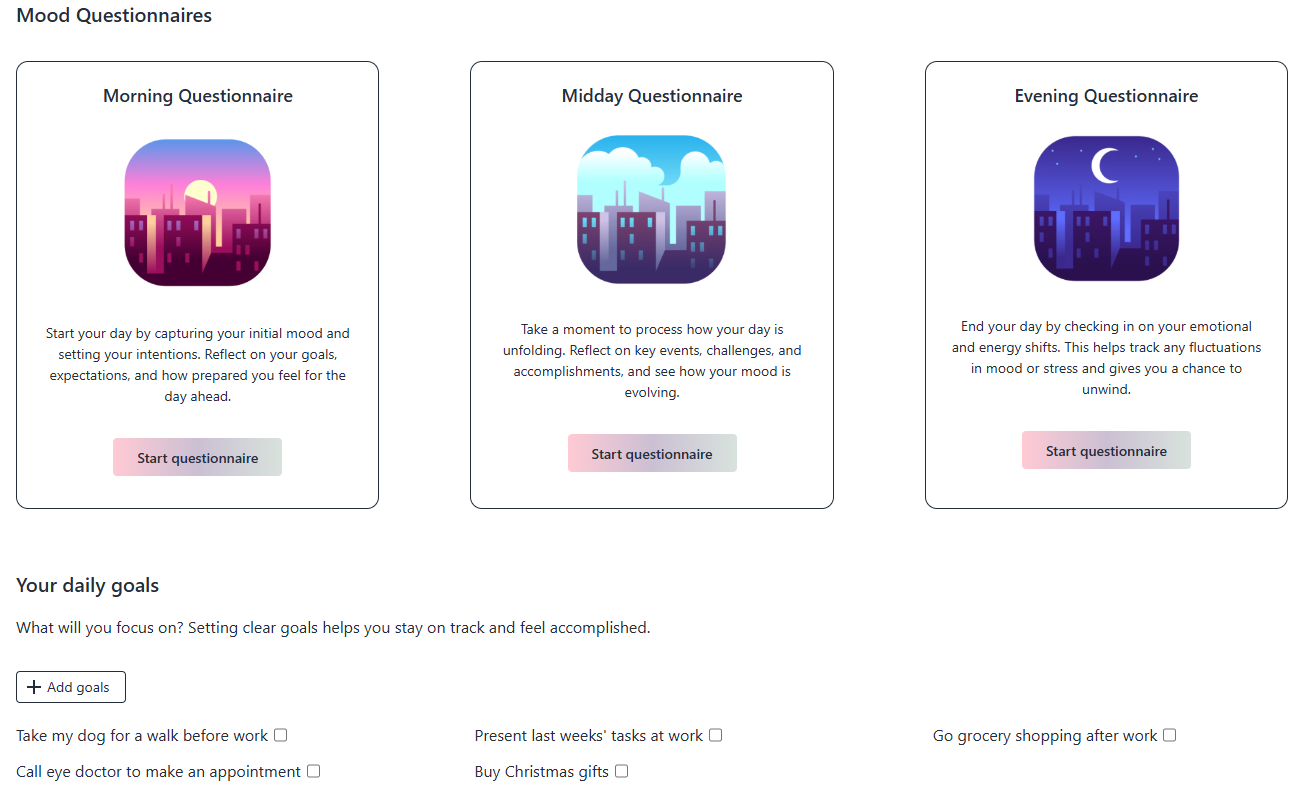 Mood Questionnaires
Morning Questionnaire
Start your day by capturing your initial mood and
setting your intentions. Reflect on your goals,
expectations, and how prepared you feel for the
day ahead.
Start questionnaire
Midday Questionnaire
Take a moment to process how your day is
unfolding. Reflect on key events, challenges, and
accomplishments, and see how your mood is
evolving.
Start questionnaire
Evening Questionnaire
End your day by checking in on your emotional
and energy shifts. This helps track any fluctuations
in mood or stress and gives you a chance to
unwind.
Start questionnaire
Your daily goals
What will you focus on? Setting clear goals helps you stay on track and feel accomplished.
Add goals
Take my dog for a walk before work
Present last weeks' tasks at work
Go grocery shopping after work
Call eye doctor to make an appointment
Buy Christmas gifts